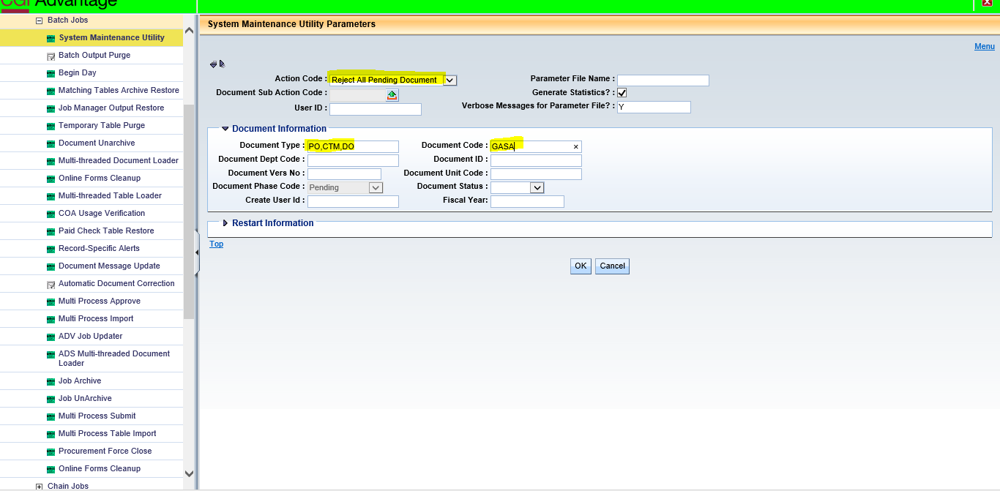 CGI Advantage
Batch Jobs
System Maintenance Utility
Batch Output Purge
Begin Day
Matching Tables Archive Restore
Job Manager Output Restore
Temporary Table Purge
Document Unarchive
Multi-threaded Document Loader
Online Forms Cleanup
Multi-threaded Table Loader
COA Usage Verification
Paid Check Table Restore
Record-Specific Alerts
Document Message Update
Automatic Document Correction
Multi Process Approve
Multi Process Import
ADV Job Updater
ADS Multi-threaded Document
Loader
Job Archive
Job UnArchive
Multi Process Submit
Multi Process Table Import
Procurement Force Close
Online Forms Cleanup
Chain Jobs
System Maintenance Utility Parameters
Menu
Action Code : Reject All Pending Document Parameter File Name :
Document Sub Action Code : Generate Statistics? :
User ID : Verbose Messages for Parameter File? : Y
Document Information
Document Type : PO,CTM,DO Document Code : GASA ×
Document Dept Code : Document ID :
Document Vers No : Document Unit Code :
Document Phase Code : Pending Document Status :
Create User Id : Fiscal Year:
Restart Information
Top
OK Cancel